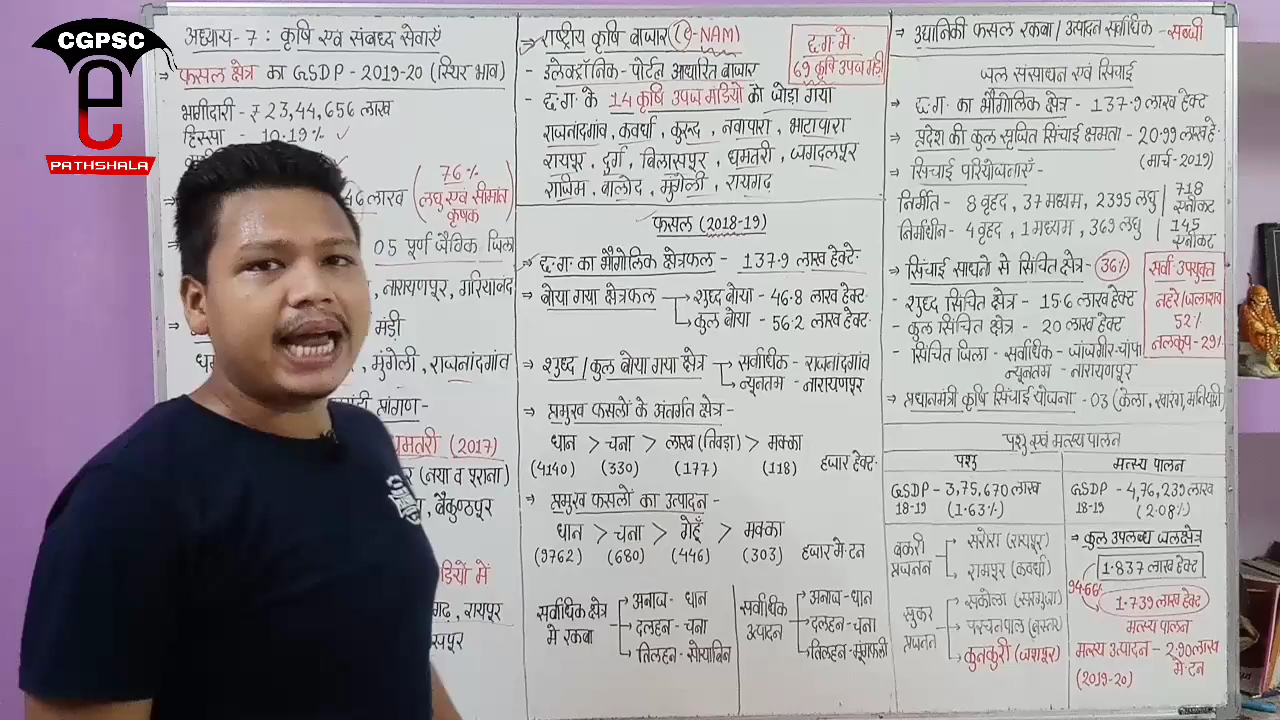 CGPSC
PATHSHALA
अध्याय-7 : कृषि एवं संबध्द सेवाएँ
⇒ फसल क्षेत्र का GSDP - 2019-20 (स्थिर भाव)
भागीदारी - ₹ 23,44,656 लाख
हिस्सा - 10.19% ✓
लाख (76%
लघु एवं सीमांत
कृषक)
05 पूर्ण जैविक जिला
, नारायणपुर, गरियाबंद
मंडी
, मुंगेली, राजनांदगांव
प्रांगण -
धमतरी (2017)
(नया व पुराना)
, बैकुण्ठपुर
मंडियों में
, रायपुर
⇒ राष्ट्रीय कृषि बाजार (e-NAM)
- इलेक्ट्रॉनिक-पोर्टल आधारित बाजार
- छ.ग. के 14 कृषि उपज मंडियों को जोड़ा गया
राजनांदगांव, कवर्धा, कुरूद, नवापारा, भाटापारा
रायपुर, दुर्ग, बिलासपुर, धमतरी, जगदलपुर
राजिम, बालोद, मुंगेली, रायगढ़
छ.ग. में
69 कृषि उपज मंडी
फसल (2018-19)
⇒ छ.ग. का भौगोलिक क्षेत्रफल - 137.9 लाख हेक्टे.
⇒ बोया गया क्षेत्रफल → शुध्द बोया - 46.8 लाख हेक्ट.
→ कुल बोया - 56.2 लाख हेक्ट.
⇒ शुध्द / कुल बोया गया क्षेत्र → सर्वाधिक - राजनांदगांव
→ न्यूनतम - नारायणपुर
⇒ प्रमुख फसलों के अंतर्गत क्षेत्र -
धान > चना > लाख (तिवड़ा) > मक्का
(4140) (330) (177) (118) हजार हेक्ट.
⇒ प्रमुख फसलों का उत्पादन -
धान > चना > गेहूँ > मक्का
(9762) (680) (446) (303) हजार मे.टन
सर्वाधिक क्षेत्र में रकबा → अनाज - धान
→ दलहन - चना
→ तिलहन - सोयाबिन
सर्वाधिक उत्पादन → अनाज - धान
→ दलहन - चना
→ तिलहन - मूंगफली
⇒ उद्यानिकी फसल रकबा / उत्पादन सर्वाधिक - सब्जी
जल संसाधन एवं सिंचाई
⇒ छ.ग. का भौगोलिक क्षेत्र - 137.9 लाख हेक्ट
⇒ प्रदेश की कुल सृजित सिंचाई क्षमता - 20.99 लाख हे.
(मार्च-2019)
⇒ सिंचाई परियोजनाएँ -
निर्मित - 8 वृहद, 37 मध्यम, 2395 लघु / 718 एनीकट
निर्माधीन - 4 वृहद, 1 मध्यम, 369 लघु / 145 एनीकट
⇒ सिंचाई साधनो से सिंचित क्षेत्र - 36%
- शुध्द सिंचित क्षेत्र - 15.6 लाख हेक्ट
- कुल सिंचित क्षेत्र - 20 लाख हेक्ट
- सिंचित जिला - सर्वाधिक - जांजगीर-चांपा
न्यूनतम - नारायणपुर
सर्वा. उपयुक्त
नहरें/जलाशय
52%
नलकूप - 29%
⇒ प्रधानमंत्री कृषि सिंचाई योजना - 03 (केलो, खारंग, मनियारी)
पशु एवं मत्स्य पालन
पशु
GSDP - 3,75,670 लाख
18-19 (1.63%)
बकरी प्रजनन → सरोरा (रायपुर)
→ रामपुर (कवर्धा)
सुकर प्रजनन → सकोला (सरगुजा)
→ परचनपाल (बस्तर)
→ कुनकुरी (जशपुर)
मत्स्य पालन
GSDP - 4,76,239 लाख
18-19 (2.08%)
⇒ कुल उपलब्ध जलक्षेत्र
1.837 लाख हेक्ट
94.66%
1.739 लाख हेक्ट
मत्स्य पालन
मत्स्य उत्पादन - 2.90 लाख मे.टन
(2019-20)